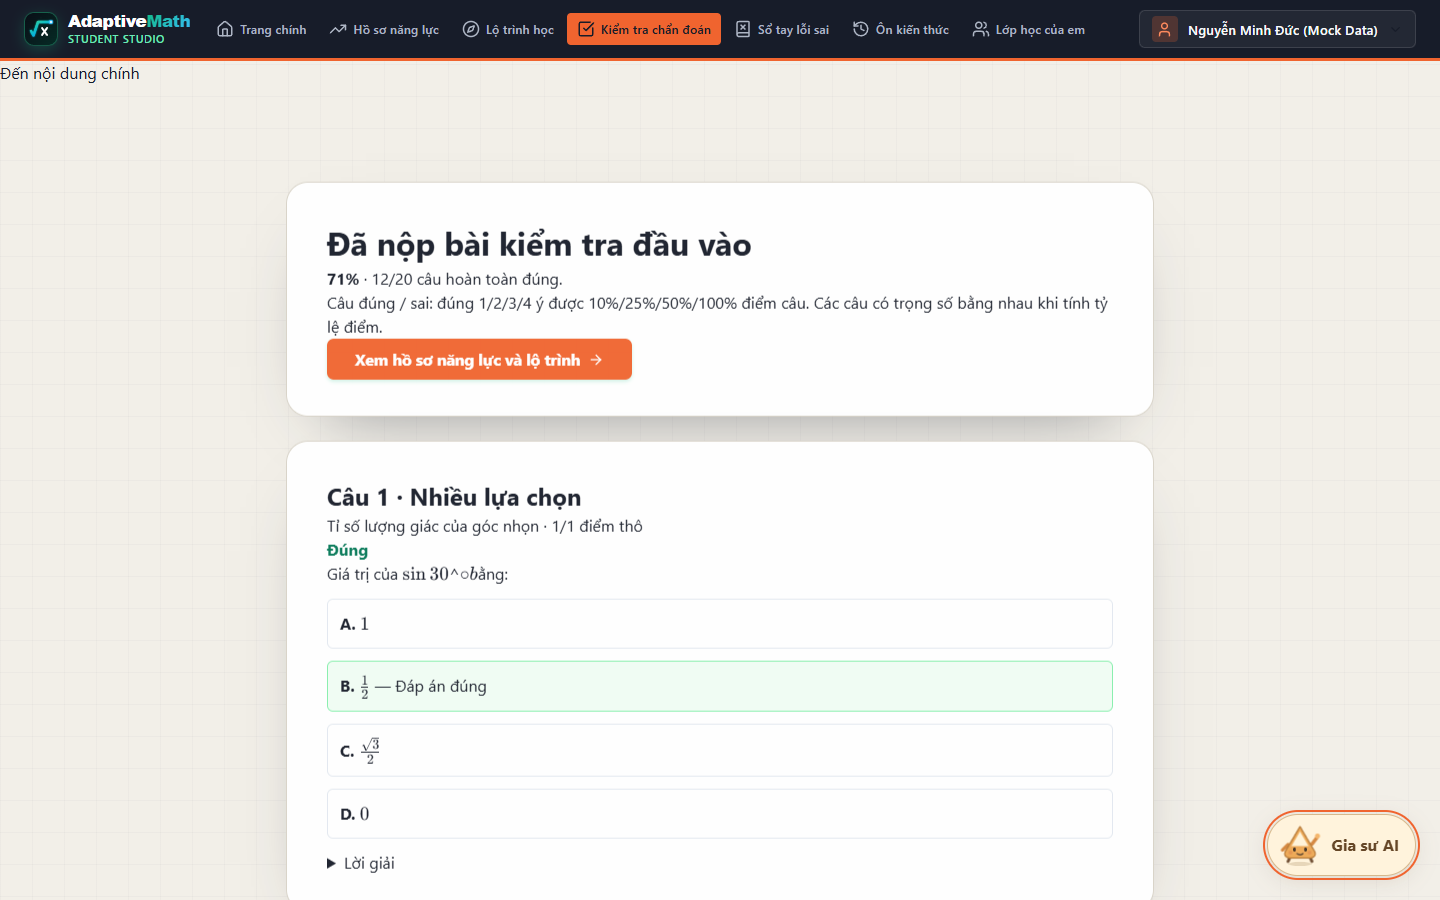 AdaptiveMath
STUDENT STUDIO
Trang chính
Hồ sơ năng lực
Lộ trình học
Kiểm tra chẩn đoán
Sổ tay lỗi sai
Ôn kiến thức
Lớp học của em
Nguyễn Minh Đức (Mock Data)
Đến nội dung chính
Đã nộp bài kiểm tra đầu vào
71% · 12/20 câu hoàn toàn đúng.
Câu đúng / sai: đúng 1/2/3/4 ý được 10%/25%/50%/100% điểm câu. Các câu có trọng số bằng nhau khi tính tỷ
lệ điểm.
Xem hồ sơ năng lực và lộ trình →
Câu 1 · Nhiều lựa chọn
Tỉ số lượng giác của góc nhọn · 1/1 điểm thô
Đúng
Giá trị của sin 30^○bằng:
A. 1
B. 1/2 — Đáp án đúng
C. √3/2
D. 0
Lời giải
Gia sư AI